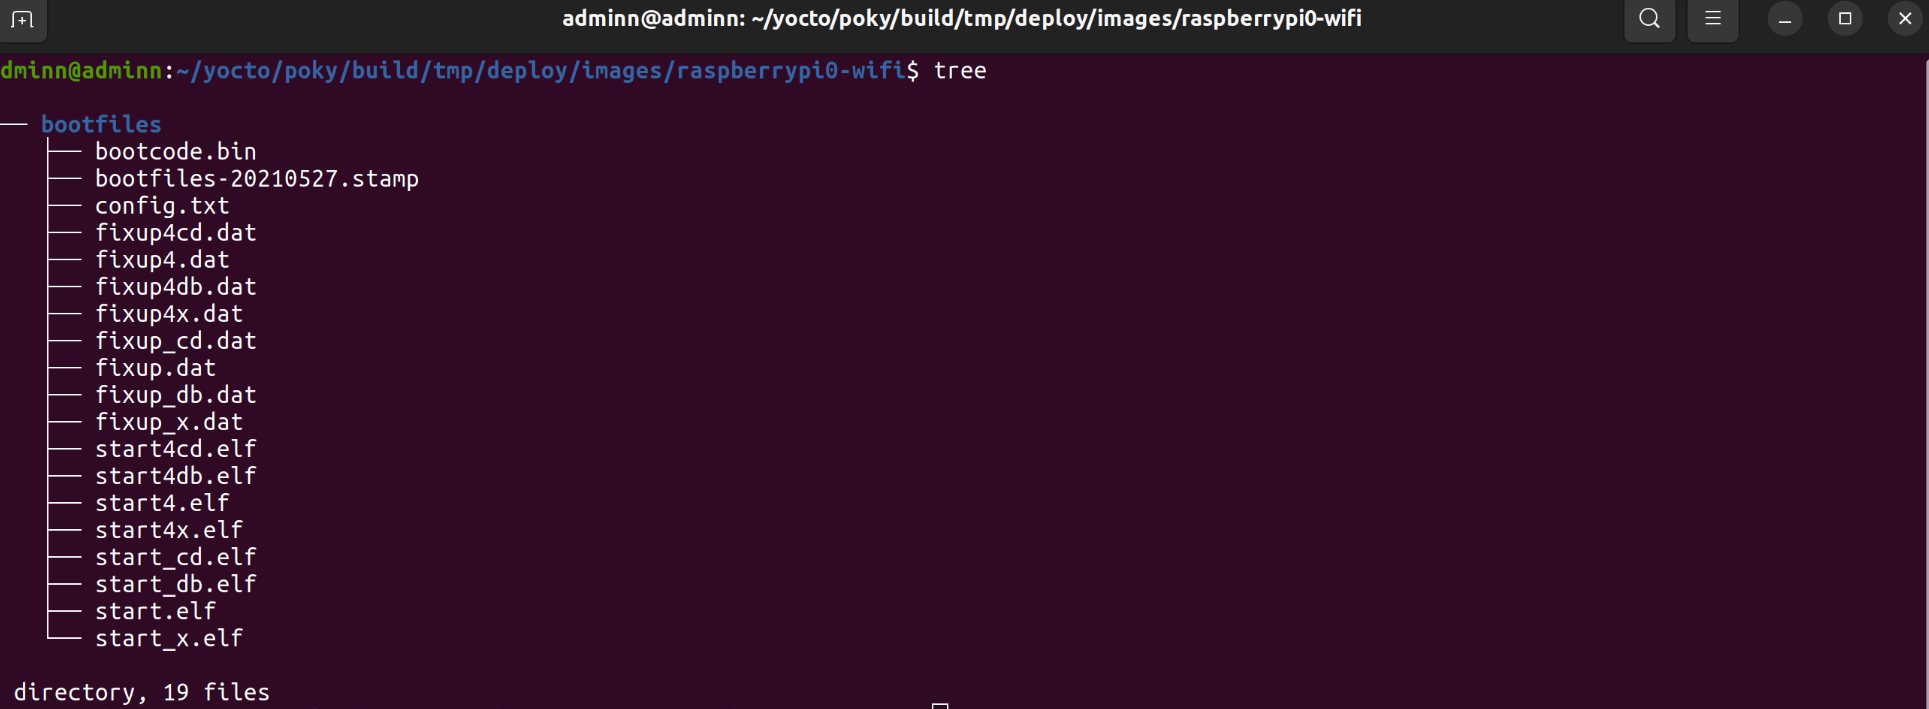 adminn@adminn: ~/yocto/poky/build/tmp/deploy/images/raspberrypi0-wifi
dminn@adminn:~/yocto/poky/build/tmp/deploy/images/raspberrypi0-wifi$ tree
bootfiles
bootcode.bin
bootfiles-20210527.stamp
config.txt
fixup4cd.dat
fixup4.dat
fixup4db.dat
fixup4x.dat
fixup_cd.dat
fixup.dat
fixup_db.dat
fixup_x.dat
start4cd.elf
start4db.elf
start4.elf
start4x.elf
start_cd.elf
start_db.elf
start.elf
start_x.elf
directory, 19 files